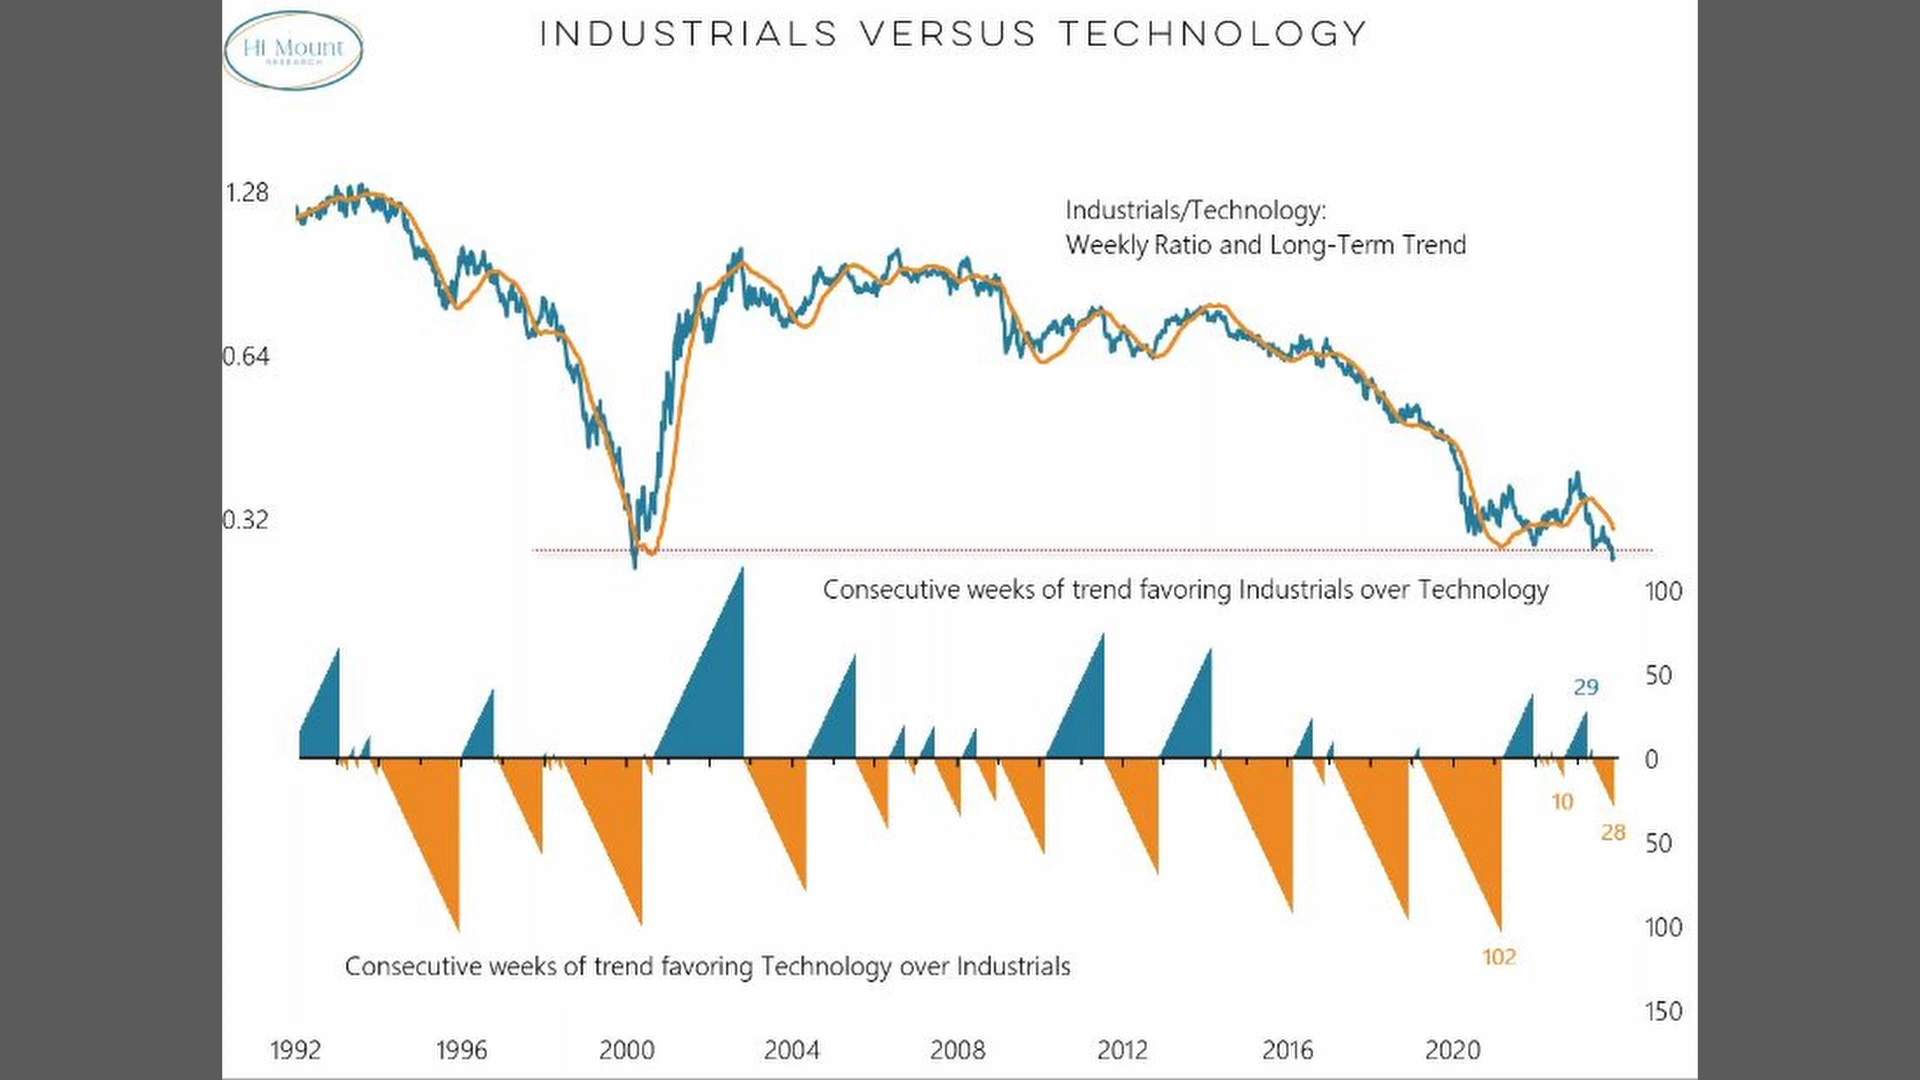 Hi Mount
RESEARCH
INDUSTRIALS VERSUS TECHNOLOGY
1.28
0.64
0.32
Industrials/Technology:
Weekly Ratio and Long-Term Trend
Consecutive weeks of trend favoring Industrials over Technology
100
50
0
50
100
150
29
10
28
102
Consecutive weeks of trend favoring Technology over Industrials
1992 1996 2000 2004 2008 2012 2016 2020